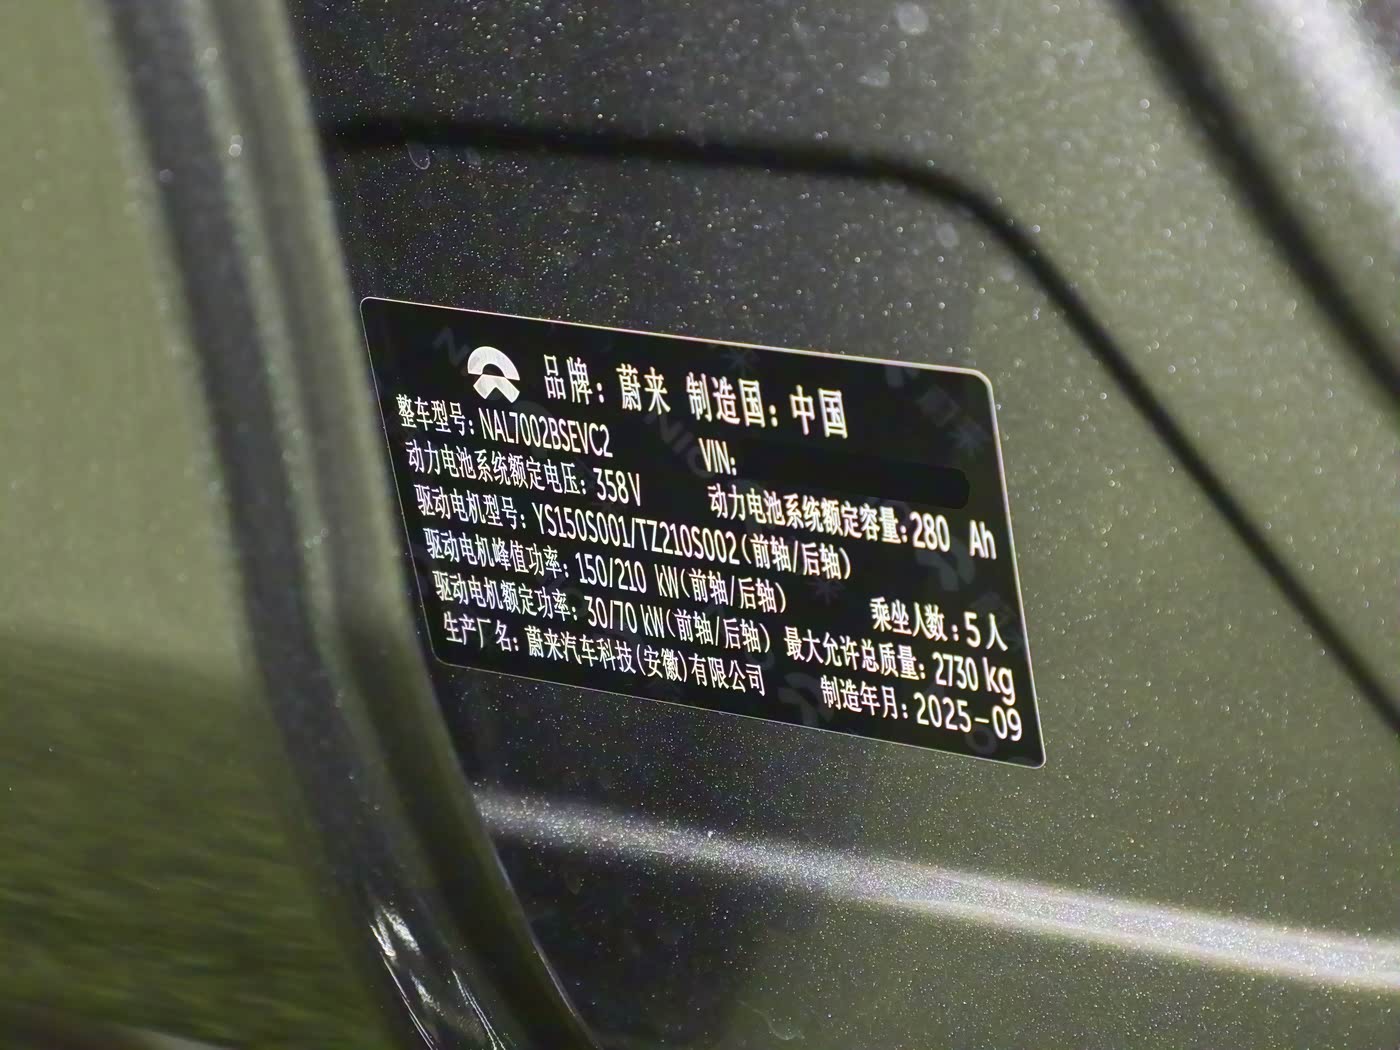 品牌：蔚来 制造国：中国
整车型号：NAL7002BSEVC2 VIN:
动力电池系统额定电压：358V 动力电池系统额定容量：280 Ah
驱动电机型号：YS150S001/TZ210S002(前轴/后轴)
驱动电机峰值功率：150/210 kW(前轴/后轴) 乘坐人数：5人
驱动电机额定功率：30/70 kW(前轴/后轴) 最大允许总质量：2730 kg
生产厂名：蔚来汽车科技(安徽)有限公司 制造年月：2025-09